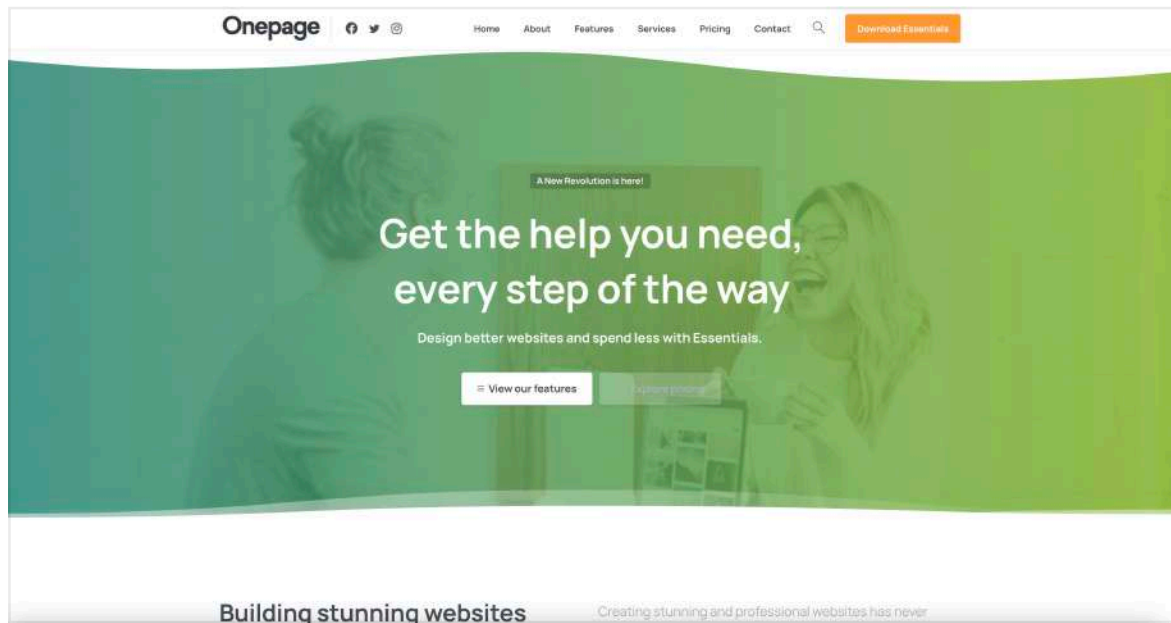 Onepage
Home About Features Services Pricing Contact
Download Essentials
A New Revolution is here!
Get the help you need,
every step of the way
Design better websites and spend less with Essentials.
View our features
Explore pricing
Building stunning websites
Creating stunning and professional websites has never